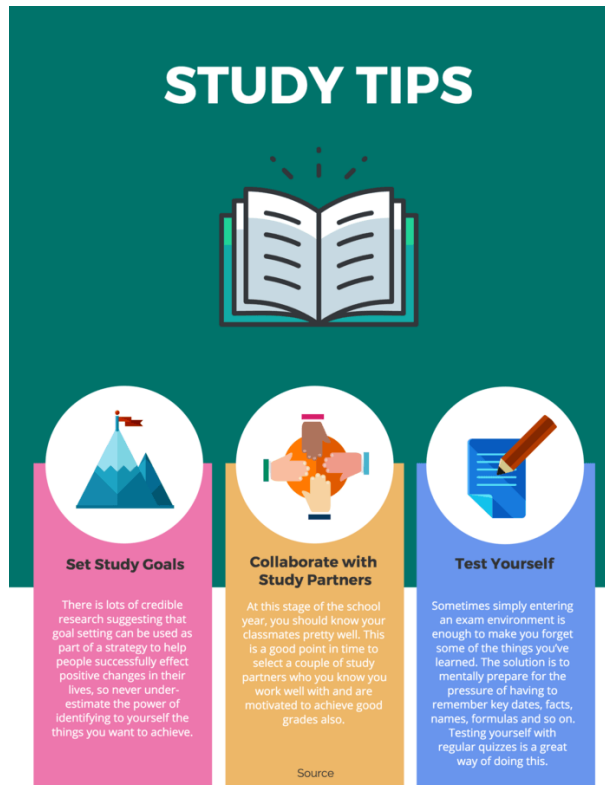 STUDY TIPS
Set Study Goals
There is lots of credible
research suggesting that
goal setting can be used as
part of a strategy to help
people successfully effect
positive changes in their
lives, so never under-
estimate the power of
identifying to yourself the
things you want to achieve.
Collaborate with
Study Partners
At this stage of the school
year, you should know your
classmates pretty well. This
is a good point in time to
select a couple of study
partners who you know you
work well with and are
motivated to achieve good
grades also.
Source
Test Yourself
Sometimes simply entering
an exam environment is
enough to make you forget
some of the things you've
learned. The solution is to
mentally prepare for the
pressure of having to
remember key dates, facts,
names, formulas and so on.
Testing yourself with
regular quizzes is a great
way of doing this.